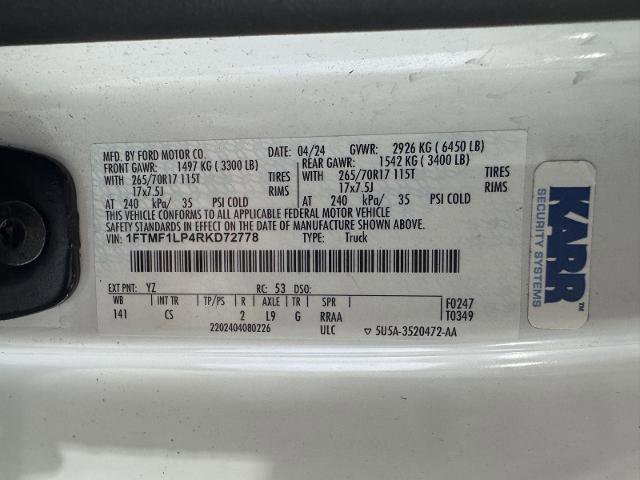 MFD. BY FORD MOTOR CO. DATE: 04/24 GVWR: 2926 KG ( 6450 LB)
FRONT GAWR: 1497 KG ( 3300 LB) REAR GAWR: 1542 KG ( 3400 LB)
WITH 265/70R17 115T TIRES WITH 265/70R17 115T TIRES
17x7.5J RIMS 17x7.5J RIMS
AT 240 kPa/ 35 PSI COLD AT 240 kPa/ 35 PSI COLD
THIS VEHICLE CONFORMS TO ALL APPLICABLE FEDERAL MOTOR VEHICLE
SAFETY STANDARDS IN EFFECT ON THE DATE OF MANUFACTURE SHOWN ABOVE.
VIN: 1FTMF1LP4RKD72778 TYPE: Truck
EXT PNT: YZ RC: 53 DSO:
WB INT TR TP/PS R AXLE TR SPR F0247
141 CS 2 L9 G RRAA T0349
2202404080226 ULC ▽ 5U5A-3520472-AA
KARR
SECURITY SYSTEMS